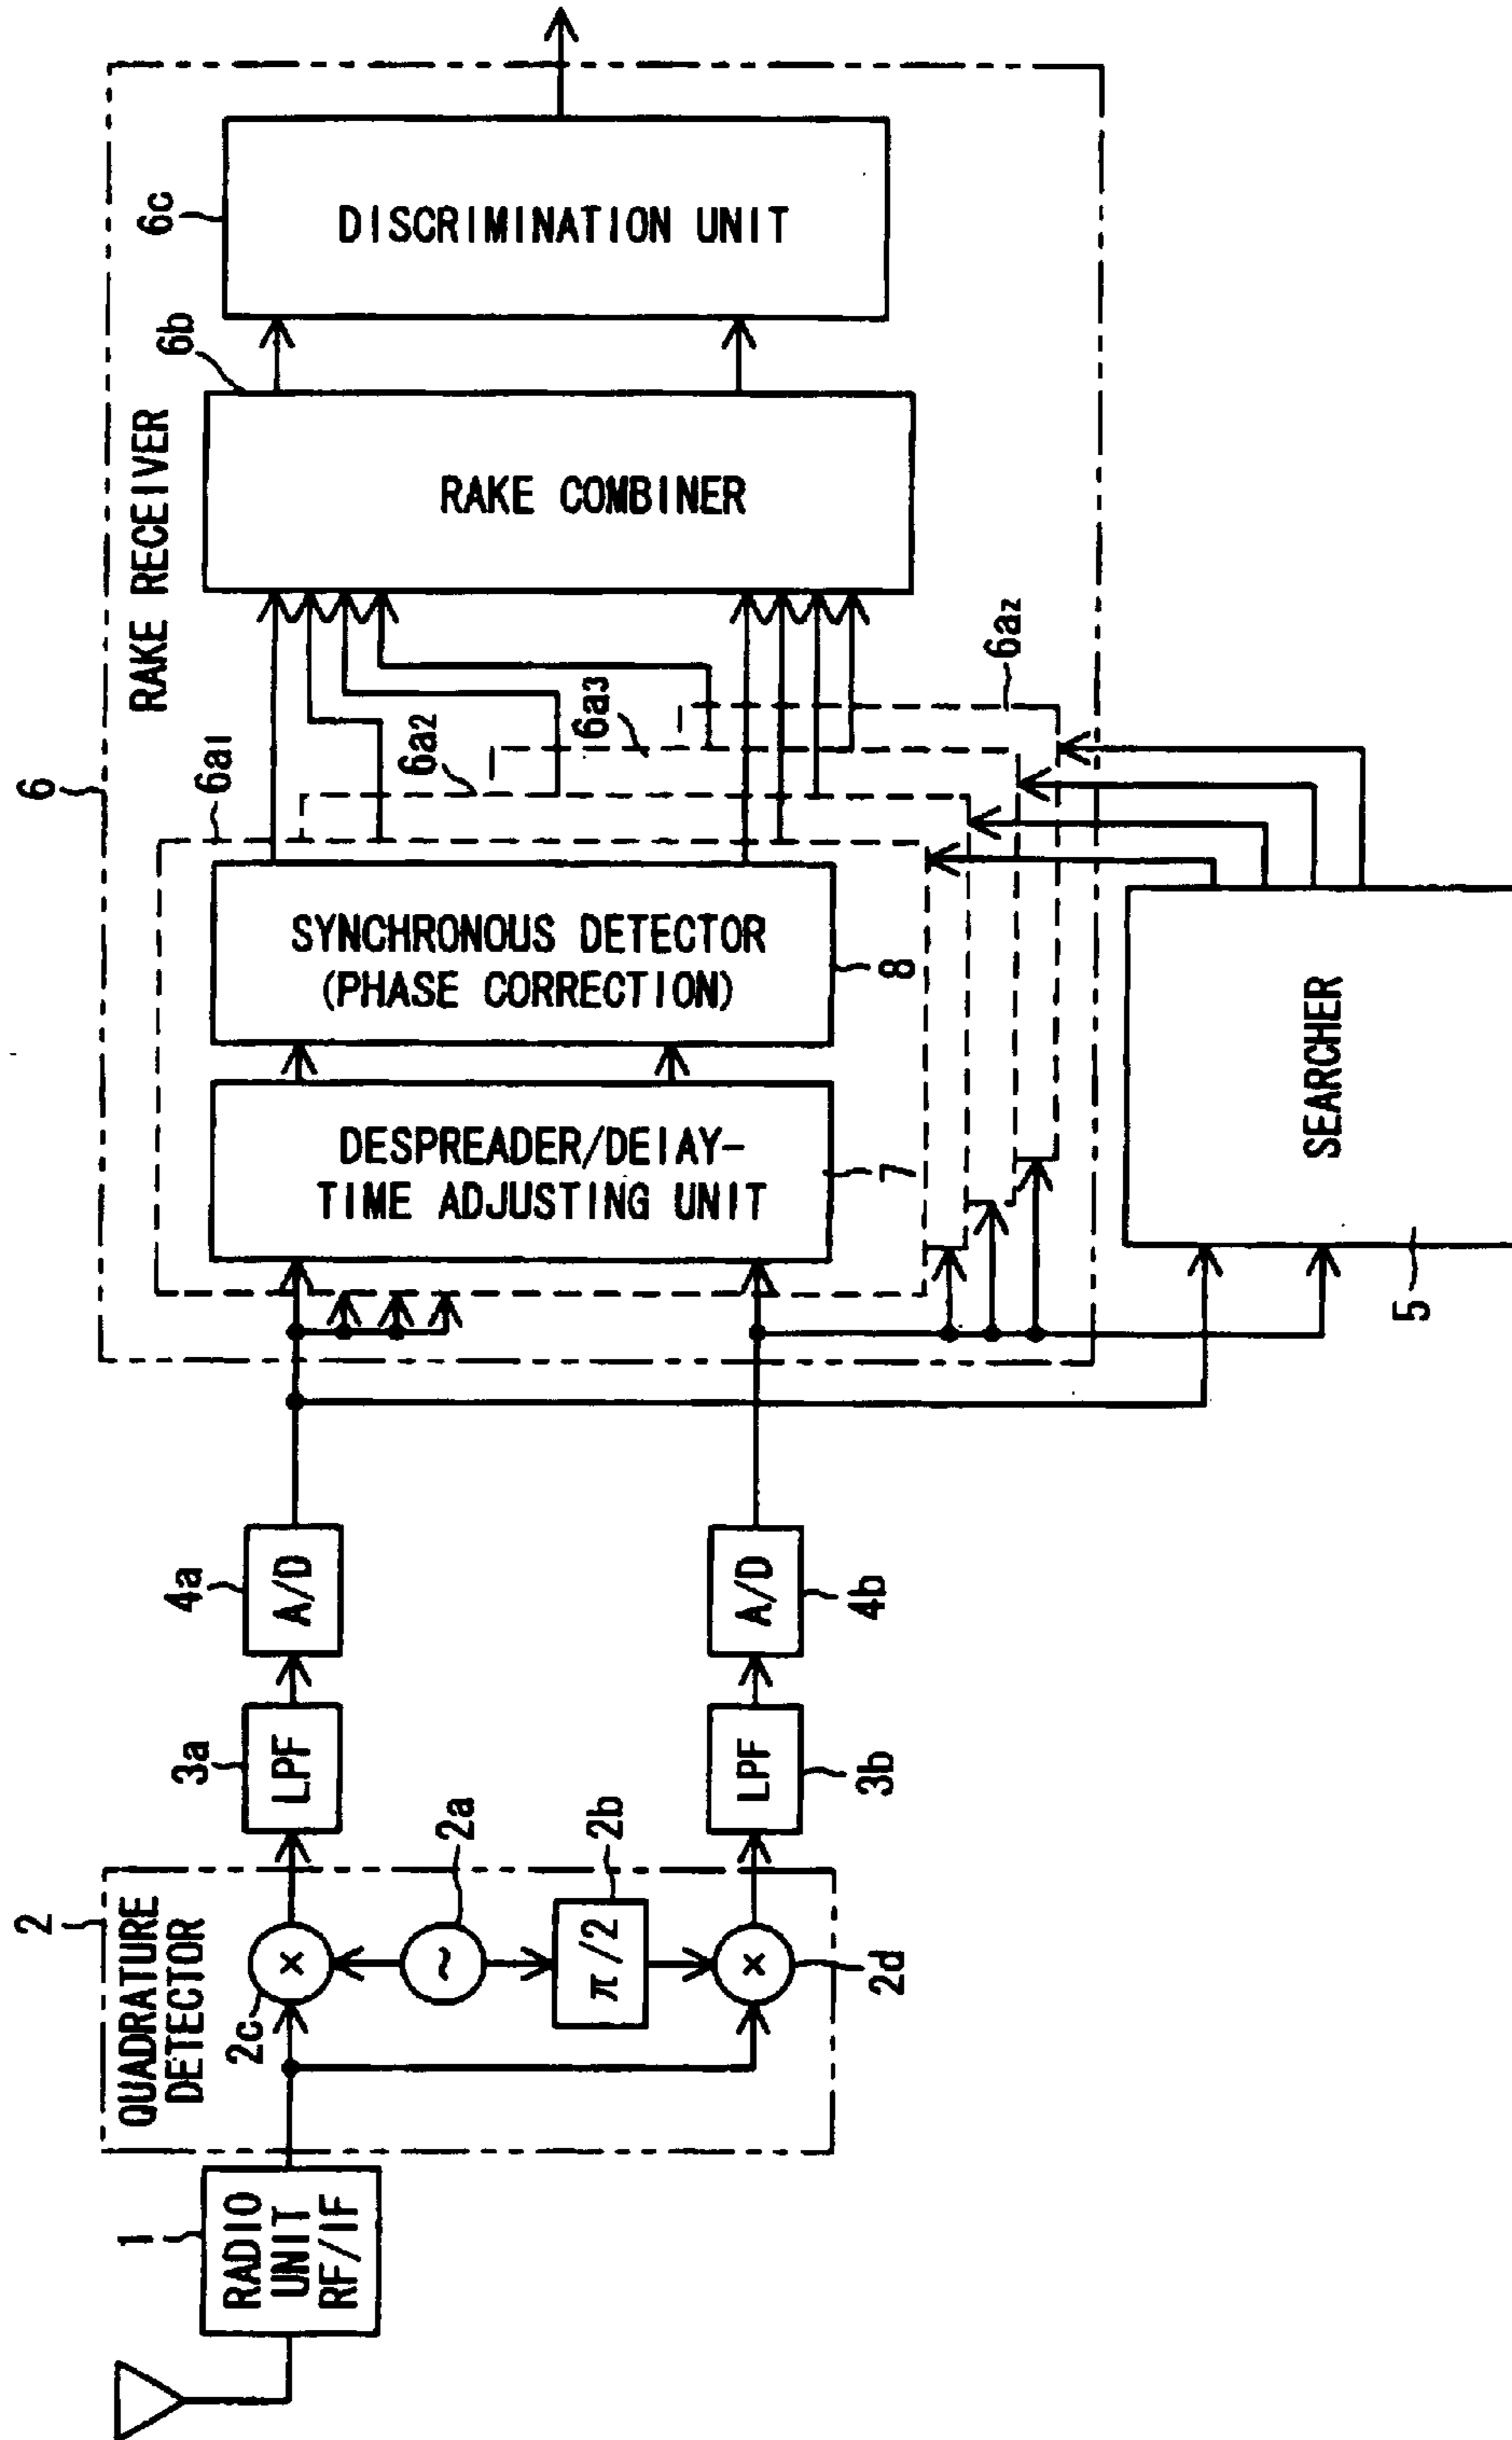 1
RADIO
UNIT
RF/IF
2
QUADRATURE
DETECTOR
2c
×
2a
~
2b
π/2
×
2d
3a
LPF
3b
LPF
4a
A/D
4b
A/D
6
RAKE RECEIVER
6a1
6a2
6a3
6az
DESPREADER/DEIAY-
TIME ADJUSTING UNIT
7
SYNCHRONOUS DETECTOR
(PHASE CORRECTION)
8
6b
RAKE COMBINER
6c
DISCRIMINATION UNIT
SEARCHER
5